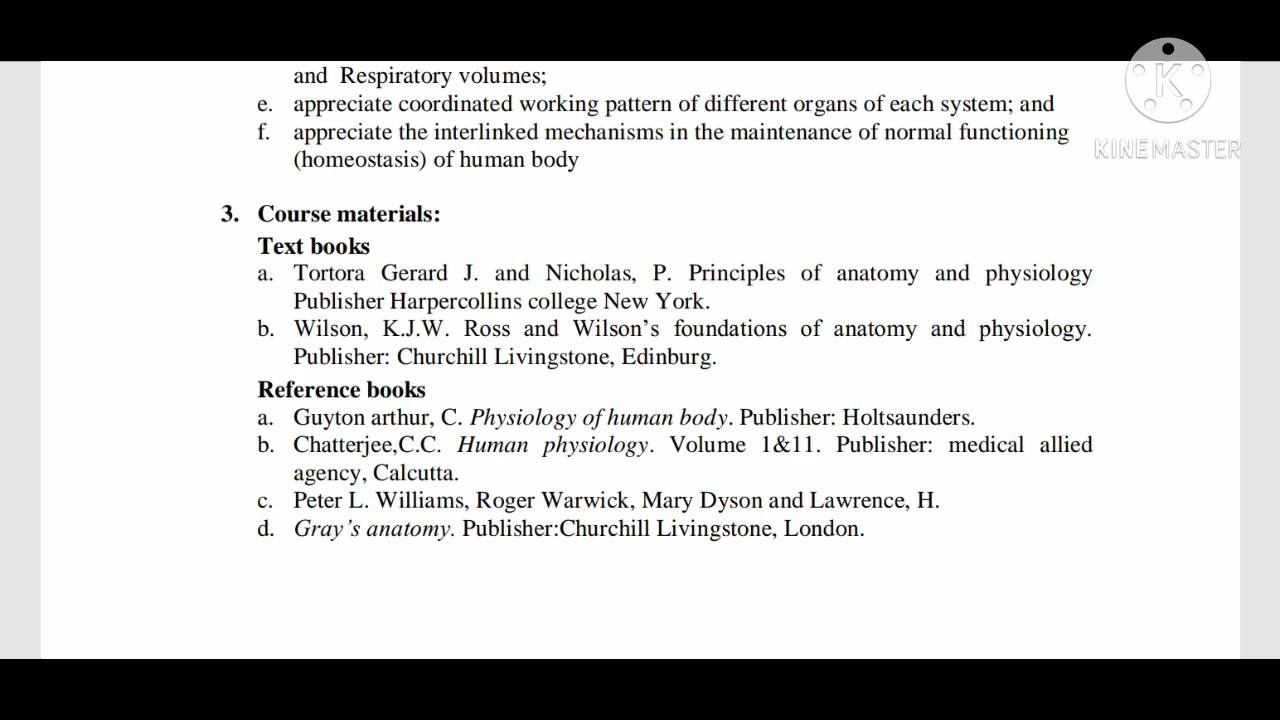 and Respiratory volumes;
e. appreciate coordinated working pattern of different organs of each system; and
f. appreciate the interlinked mechanisms in the maintenance of normal functioning
(homeostasis) of human body
3. Course materials:
Text books
a. Tortora Gerard J. and Nicholas, P. Principles of anatomy and physiology
Publisher Harpercollins college New York.
b. Wilson, K.J.W. Ross and Wilson’s foundations of anatomy and physiology.
Publisher: Churchill Livingstone, Edinburg.
Reference books
a. Guyton arthur, C. Physiology of human body. Publisher: Holtsaunders.
b. Chatterjee,C.C. Human physiology. Volume 1&11. Publisher: medical allied
agency, Calcutta.
c. Peter L. Williams, Roger Warwick, Mary Dyson and Lawrence, H.
d. Gray’s anatomy. Publisher:Churchill Livingstone, London.
K
KINEMASTER